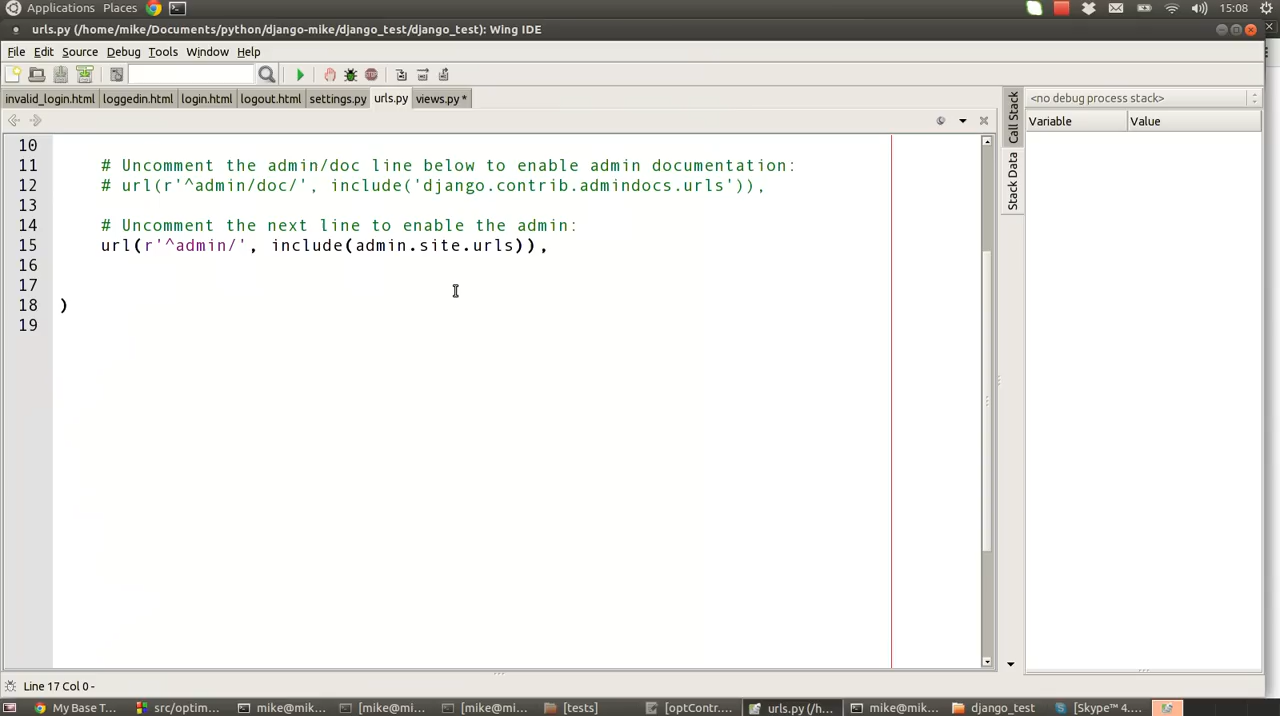 Applications Places 15:08
urls.py (/home/mike/Documents/python/django-mike/django_test/django_test): Wing IDE
File Edit Source Debug Tools Window Help
invalid_login.html loggedin.html login.html logout.html settings.py urls.py views.py *
<no debug process stack>
Variable Value
Call Stack
Stack Data
10
11 # Uncomment the admin/doc line below to enable admin documentation:
12 # url(r'^admin/doc/', include('django.contrib.admindocs.urls')),
13
14 # Uncomment the next line to enable the admin:
15 url(r'^admin/', include(admin.site.urls)),
16
17
18 )
19
Line 17 Col 0 -
My Base T... src/optim... mike@mik... [mike@mi... [mike@mi... [tests] [optContr.... urls.py (/h... mike@mik... django_test [Skype™ 4....